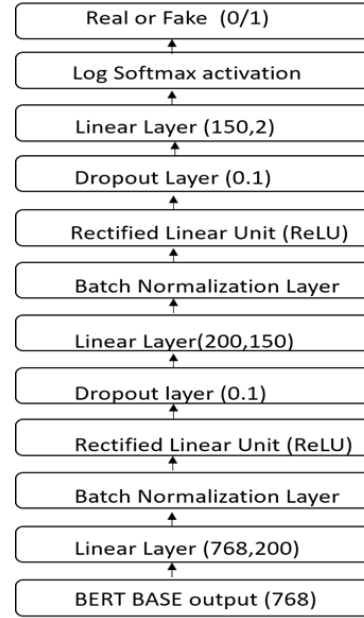 Real or Fake (0/1)
Log Softmax activation
Linear Layer (150,2)
Dropout Layer (0.1)
Rectified Linear Unit (ReLU)
Batch Normalization Layer
Linear Layer(200,150)
Dropout layer (0.1)
Rectified Linear Unit (ReLU)
Batch Normalization Layer
Linear Layer (768,200)
BERT BASE output (768)